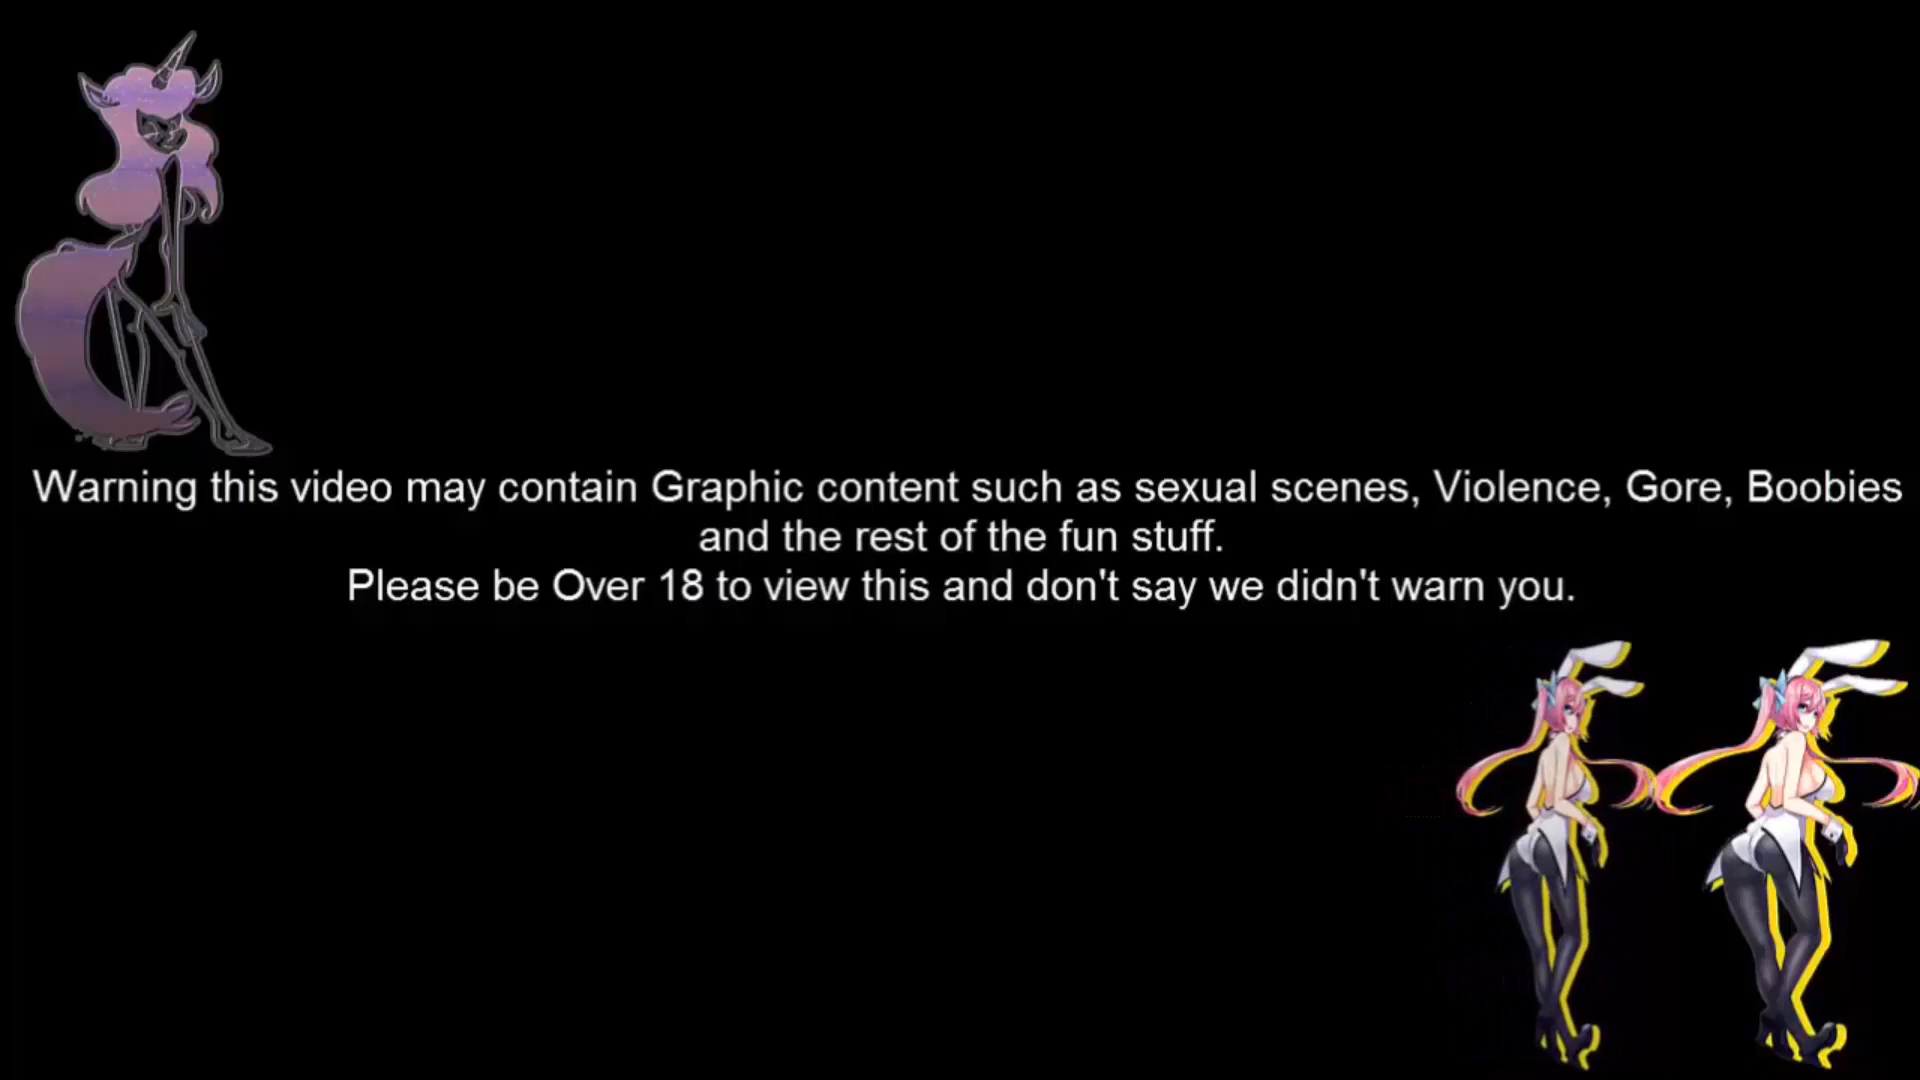 Warning this video may contain Graphic content such as sexual scenes, Violence, Gore, Boobies
and the rest of the fun stuff.
Please be Over 18 to view this and don't say we didn't warn you.